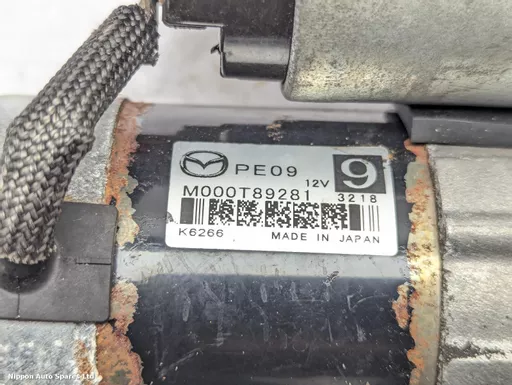 PE09
12V
9
M000T89281
3218
K6266 MADE IN JAPAN
Nippon Auto Spares Ltd